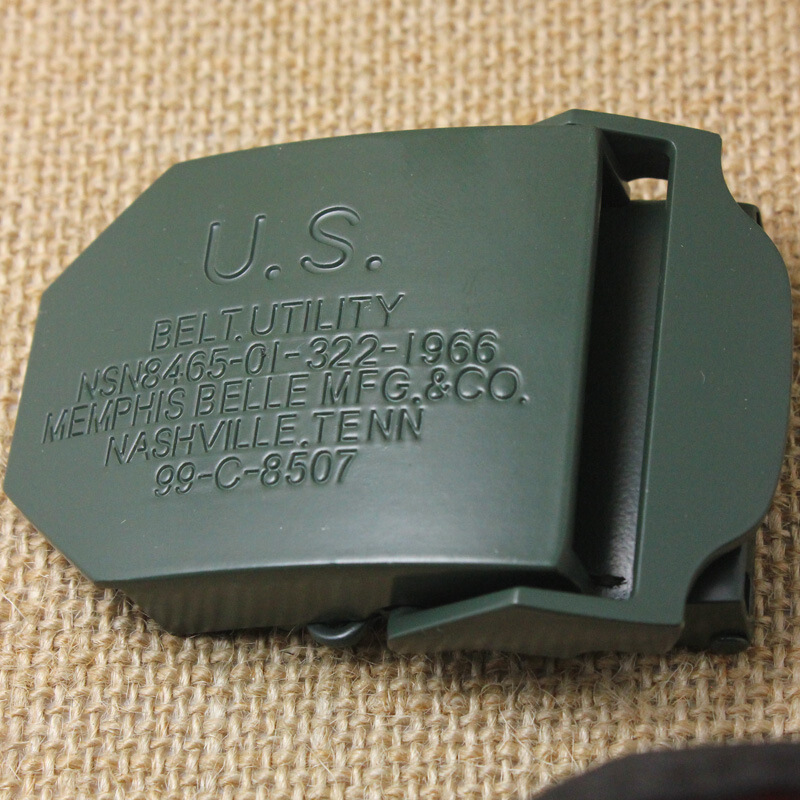 U.S.
BELT.UTILITY
NSN8465-01-322-1966
MEMPHIS BELLE MFG.&CO.
NASHVILLE.TENN
99-C-8507